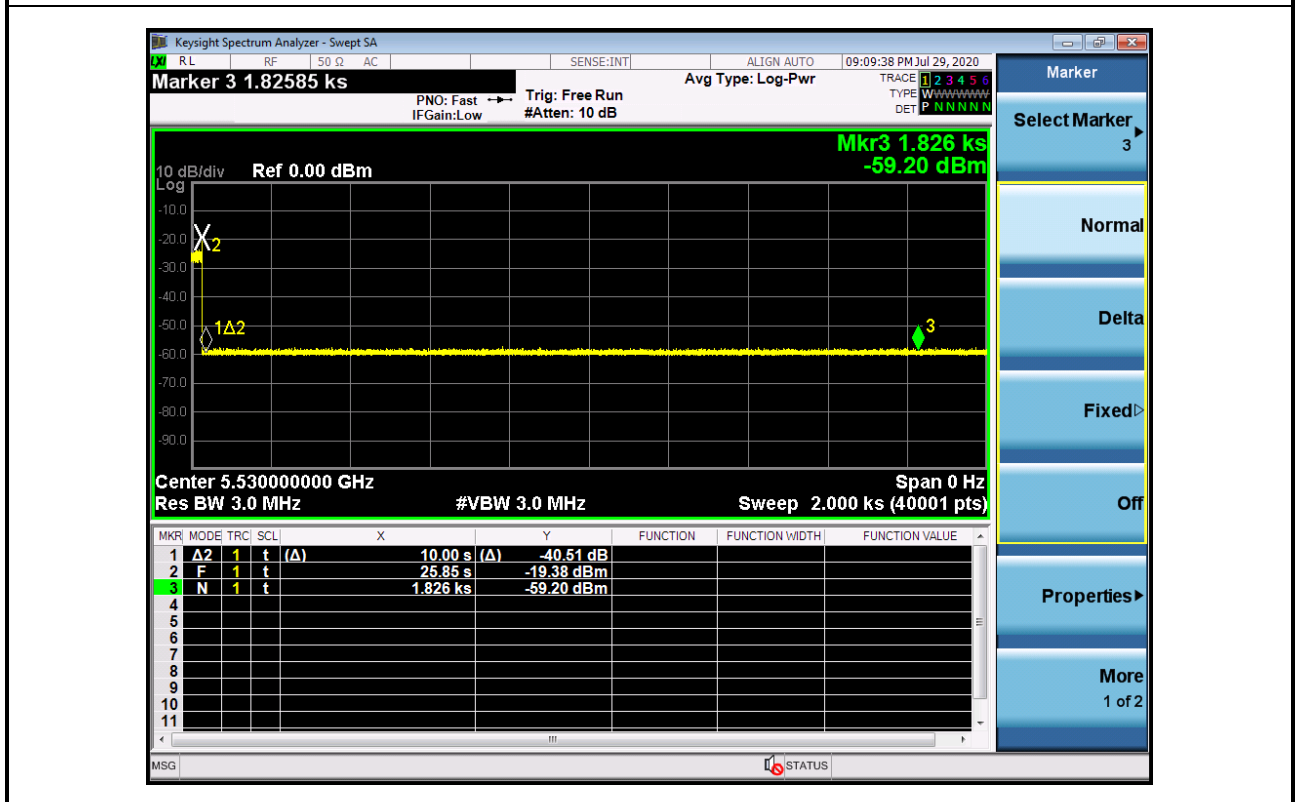 Keysight Spectrum Analyzer - Swept SA
LXI RL RF 50 Ω AC SENSE:INT ALIGN AUTO 09:09:38 PM Jul 29, 2020
Marker 3 1.82585 ks
PNO: Fast
IFGain:Low
Trig: Free Run
#Atten: 10 dB
Avg Type: Log-Pwr
TRACE 1 2 3 4 5 6
TYPE WWWWWW
DET P N N N N N
Mkr3 1.826 ks
-59.20 dBm
10 dB/div Ref 0.00 dBm
Log
-10.0
-20.0
-30.0
-40.0
-50.0
-60.0
-70.0
-80.0
-90.0
X2
1Δ2
3
Center 5.530000000 GHz Span 0 Hz
Res BW 3.0 MHz #VBW 3.0 MHz Sweep 2.000 ks (40001 pts)
MKR MODE TRC SCL X Y FUNCTION FUNCTION WIDTH FUNCTION VALUE
1 Δ2 1 t (Δ) 10.00 s (Δ) -40.51 dB
2 F 1 t 25.85 s -19.38 dBm
3 N 1 t 1.826 ks -59.20 dBm
4
5
6
7
8
9
10
11
MSG STATUS
Marker
Select Marker
3
Normal
Delta
Fixed
Off
Properties
More
1 of 2